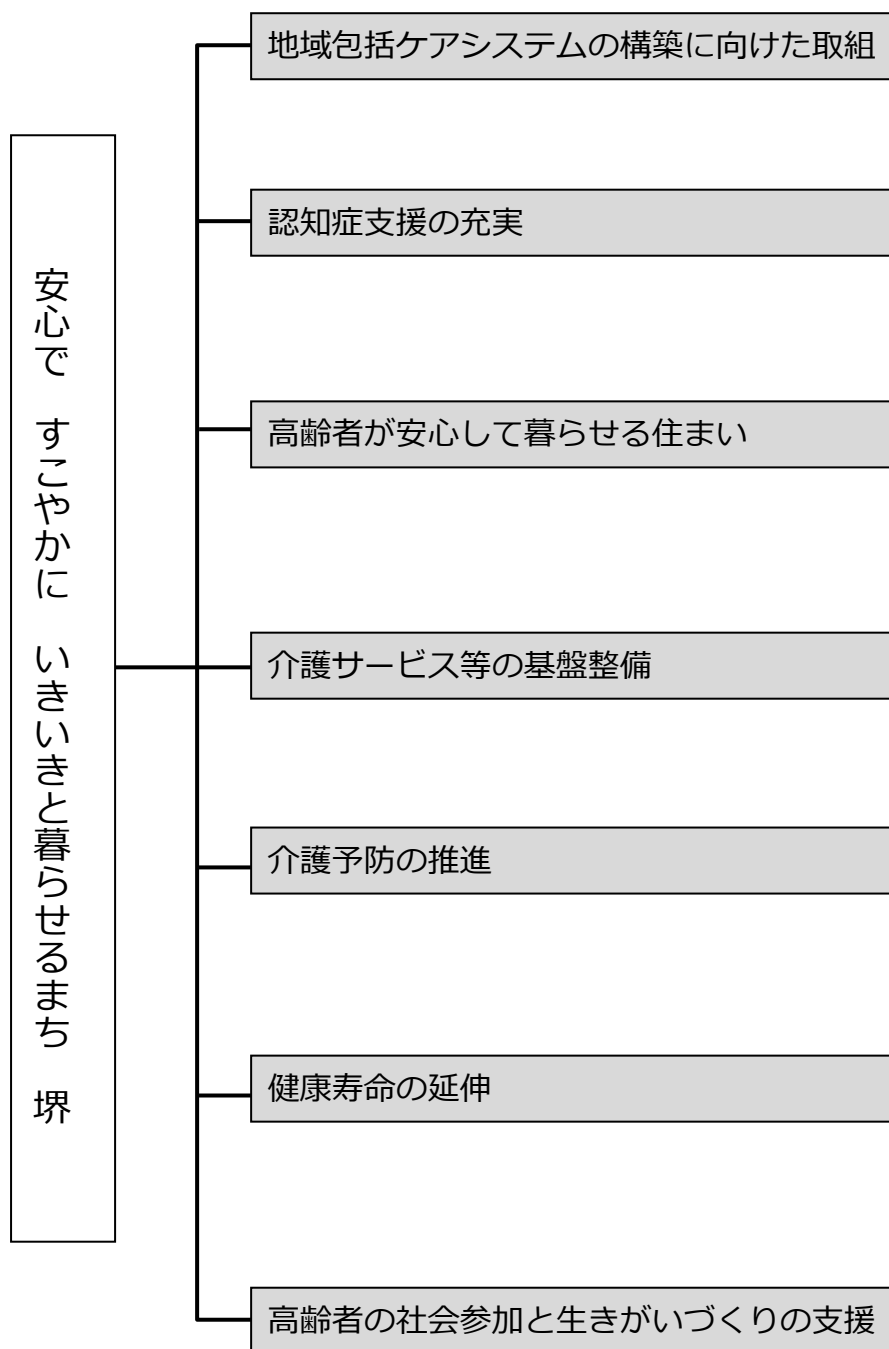 安心で　すこやかに　いきいきと暮らせるまち　堺
地域包括ケアシステムの構築に向けた取組
認知症支援の充実
高齢者が安心して暮らせる住まい
介護サービス等の基盤整備
介護予防の推進
健康寿命の延伸
高齢者の社会参加と生きがいづくりの支援